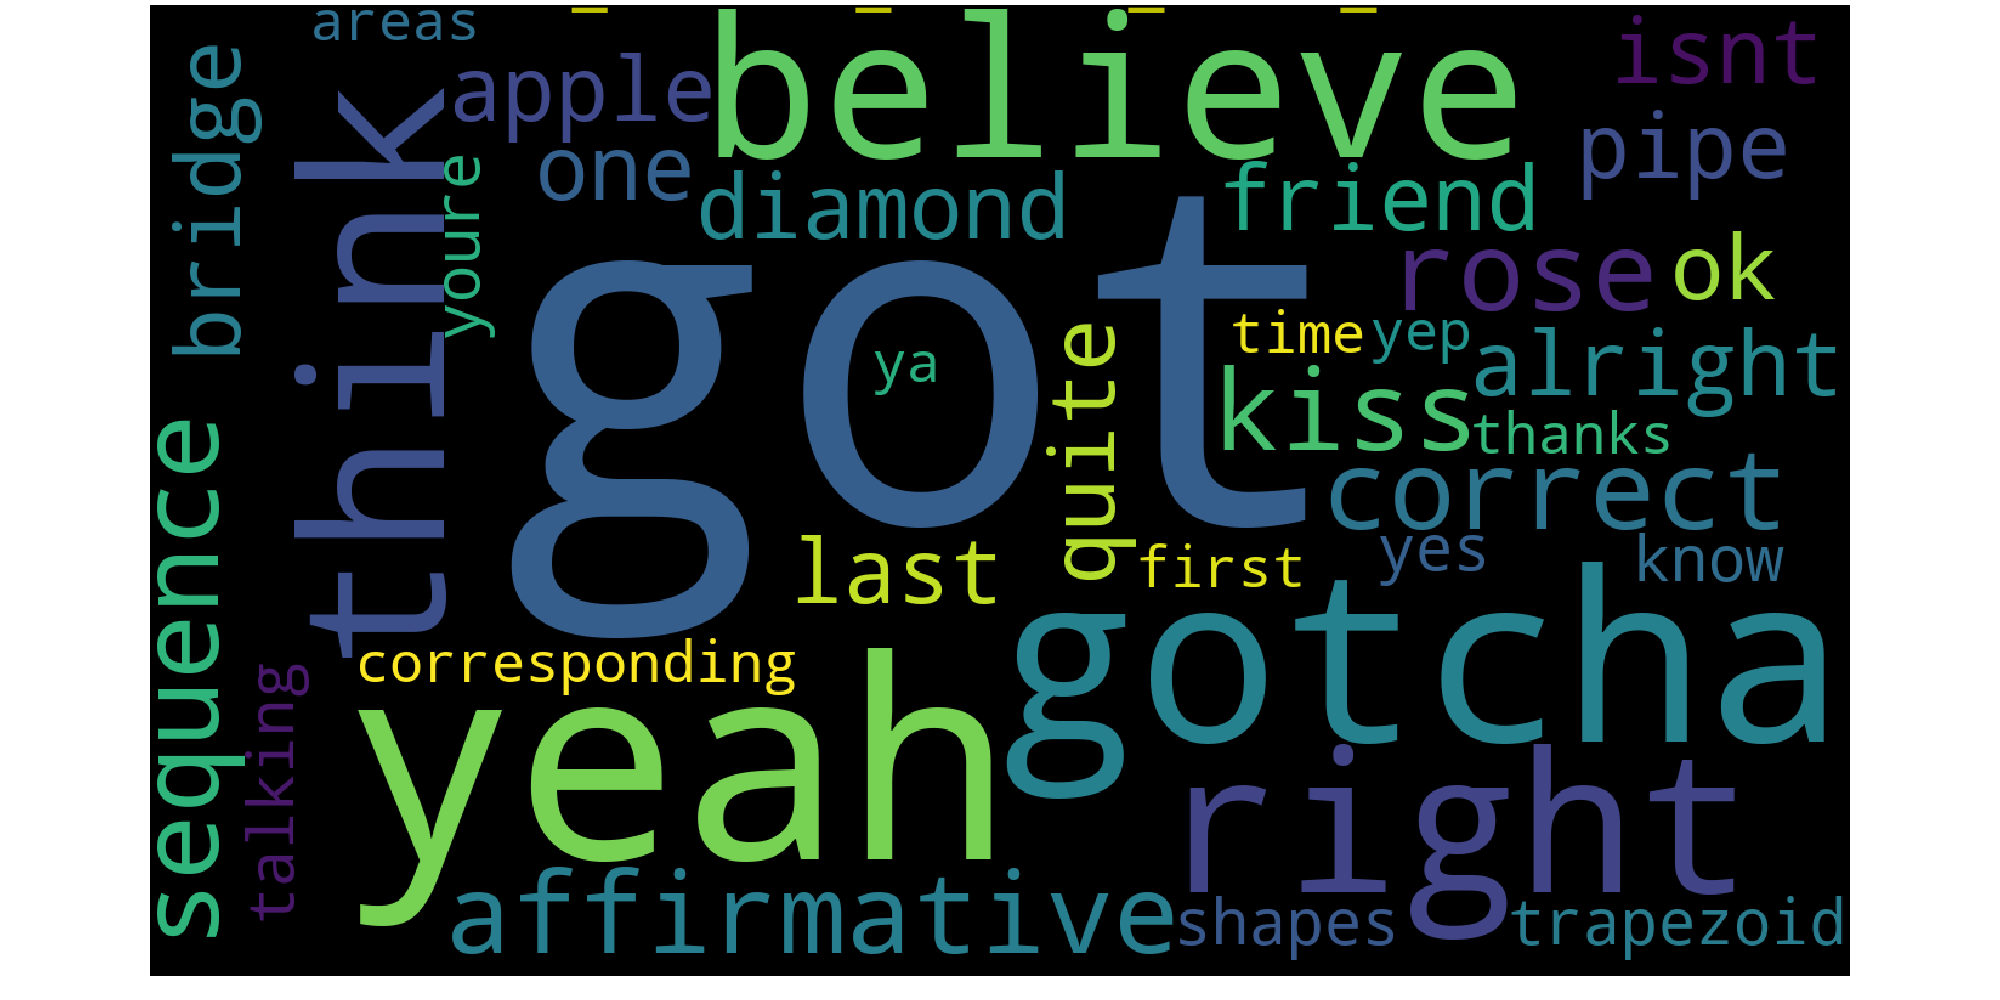 areas
believe
isnt
apple
bridge
think
one
pipe
diamond
friend
youre
got
rose
ok
time
yep
alright
ya
quite
kiss
thanks
sequence
correct
last
first
yes
know
gotcha
corresponding
talking
yeah
right
affirmative
shapes
trapezoid